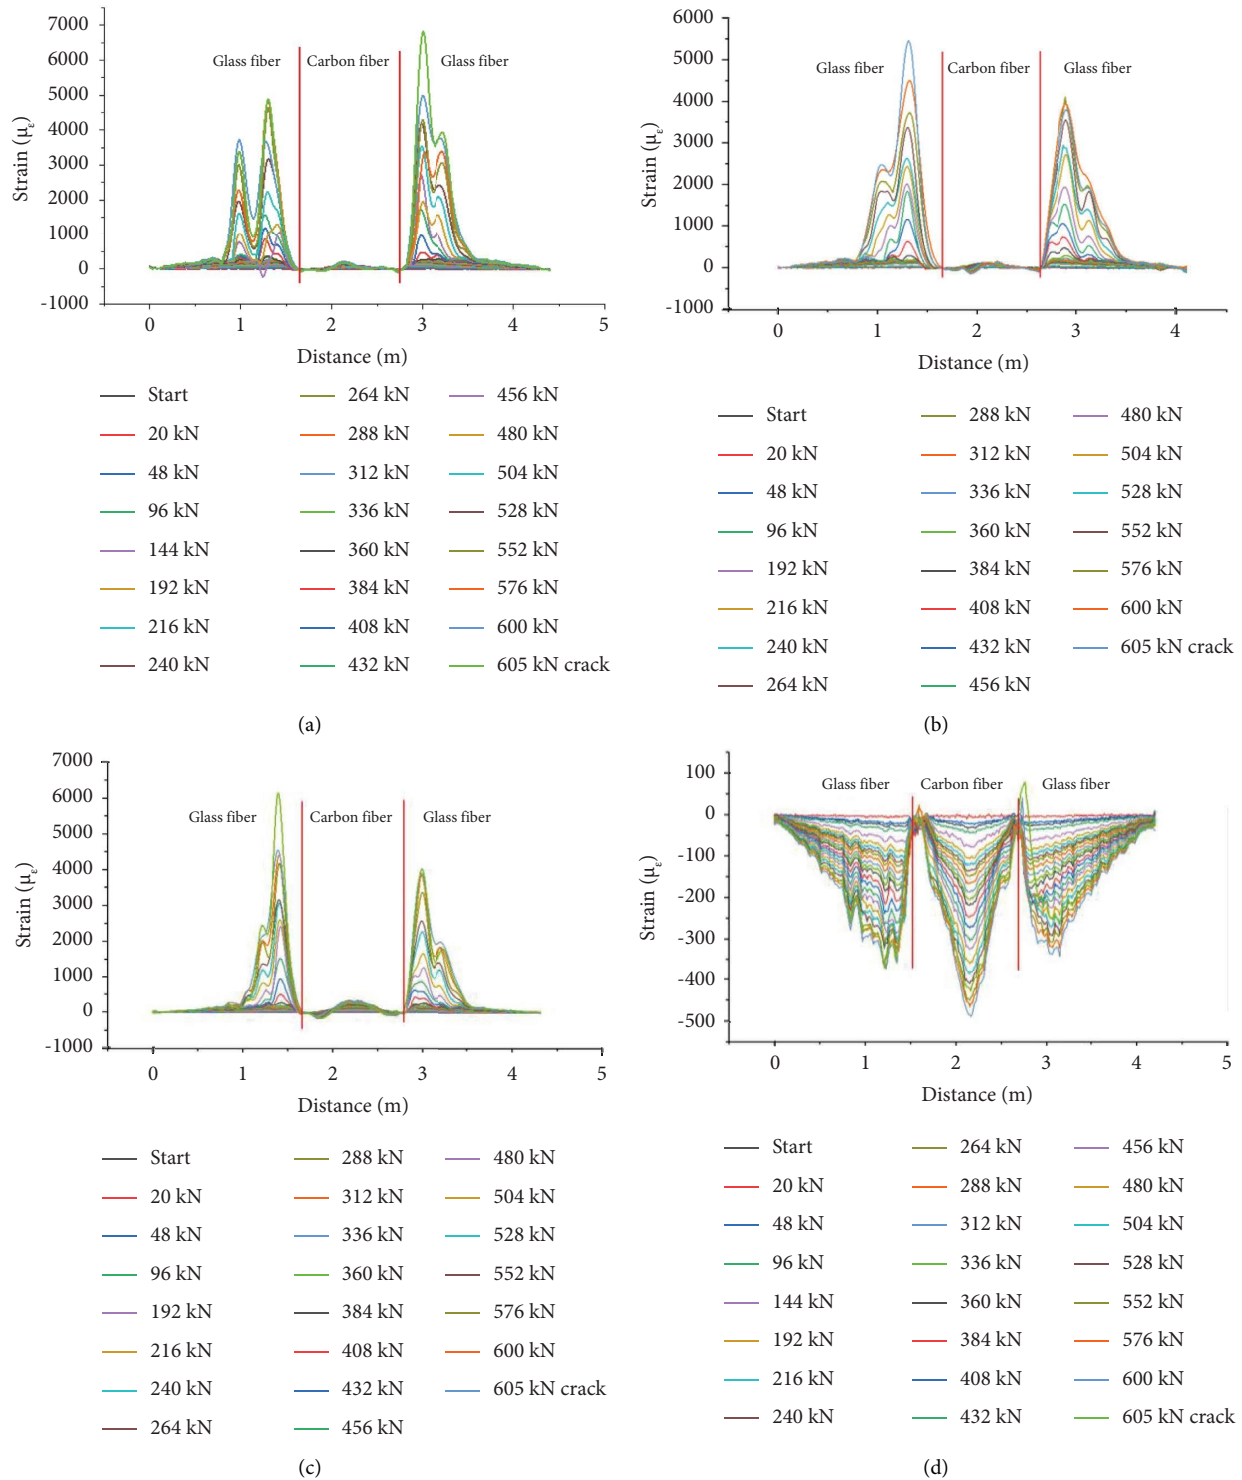 7000
6000
5000
4000
3000
2000
1000
0
-1000
Strain (με)
Glass fiber
Carbon fiber
Glass fiber
0
1
2
3
4
5
Distance (m)
Start
264 kN
456 kN
20 kN
288 kN
480 kN
48 kN
312 kN
504 kN
96 kN
336 kN
528 kN
144 kN
360 kN
552 kN
192 kN
384 kN
576 kN
216 kN
408 kN
600 kN
240 kN
432 kN
605 kN crack
(a)
6000
5000
4000
3000
2000
1000
0
-1000
Strain (με)
Glass fiber
Carbon fiber
Glass fiber
0
1
2
3
4
Distance (m)
Start
288 kN
480 kN
20 kN
312 kN
504 kN
48 kN
336 kN
528 kN
96 kN
360 kN
552 kN
192 kN
384 kN
576 kN
216 kN
408 kN
600 kN
240 kN
432 kN
605 kN crack
264 kN
456 kN
(b)
7000
6000
5000
4000
3000
2000
1000
0
-1000
Strain (με)
Glass fiber
Carbon fiber
Glass fiber
0
1
2
3
4
5
Distance (m)
Start
288 kN
480 kN
20 kN
312 kN
504 kN
48 kN
336 kN
528 kN
96 kN
360 kN
552 kN
192 kN
384 kN
576 kN
216 kN
408 kN
600 kN
240 kN
432 kN
605 kN crack
264 kN
456 kN
(c)
100
0
-100
-200
-300
-400
-500
Strain (με)
Glass fiber
Carbon fiber
Glass fiber
0
1
2
3
4
5
Distance (m)
Start
264 kN
456 kN
20 kN
288 kN
480 kN
48 kN
312 kN
504 kN
96 kN
336 kN
528 kN
144 kN
360 kN
552 kN
192 kN
384 kN
576 kN
216 kN
408 kN
600 kN
240 kN
432 kN
605 kN crack
(d)